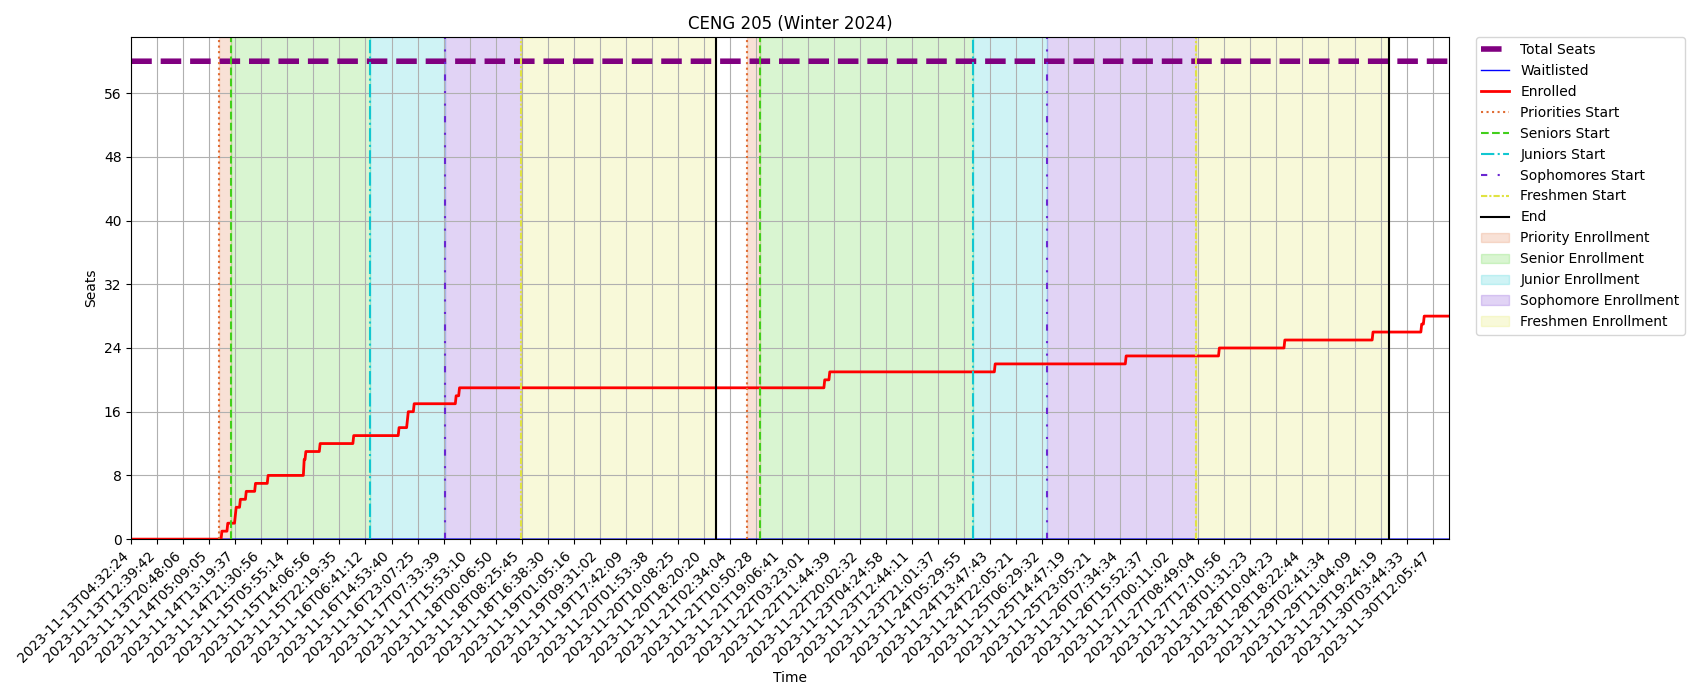 CENG 205 (Winter 2024)
Total Seats
Waitlisted
Enrolled
Priorities Start
Seniors Start
Juniors Start
Sophomores Start
Freshmen Start
End
Priority Enrollment
Senior Enrollment
Junior Enrollment
Sophomore Enrollment
Freshmen Enrollment
Seats
56
48
40
32
24
16
8
0
2023-11-13T04:32:24
2023-11-13T12:39:42
2023-11-13T20:48:06
2023-11-14T05:09:05
2023-11-14T13:19:37
2023-11-14T21:30:56
2023-11-15T05:55:14
2023-11-15T14:06:56
2023-11-15T22:19:35
2023-11-16T06:41:12
2023-11-16T14:53:40
2023-11-16T23:07:25
2023-11-17T07:33:39
2023-11-17T15:53:10
2023-11-18T00:06:50
2023-11-18T08:25:45
2023-11-18T16:38:30
2023-11-19T01:05:16
2023-11-19T09:31:02
2023-11-19T17:42:09
2023-11-20T01:53:38
2023-11-20T10:08:25
2023-11-20T18:20:20
2023-11-21T02:34:04
2023-11-21T10:50:28
2023-11-21T19:06:41
2023-11-22T03:23:01
2023-11-22T11:44:39
2023-11-22T20:02:32
2023-11-23T04:24:58
2023-11-23T12:44:11
2023-11-23T21:01:37
2023-11-24T05:29:55
2023-11-24T13:47:43
2023-11-24T22:05:21
2023-11-25T06:29:32
2023-11-25T14:47:19
2023-11-25T23:05:21
2023-11-26T07:34:34
2023-11-26T15:52:37
2023-11-27T00:11:02
2023-11-27T08:49:04
2023-11-27T17:10:56
2023-11-28T01:31:23
2023-11-28T10:04:23
2023-11-28T18:22:44
2023-11-29T02:41:34
2023-11-29T11:04:09
2023-11-29T19:24:19
2023-11-30T03:44:33
2023-11-30T12:05:47
Time